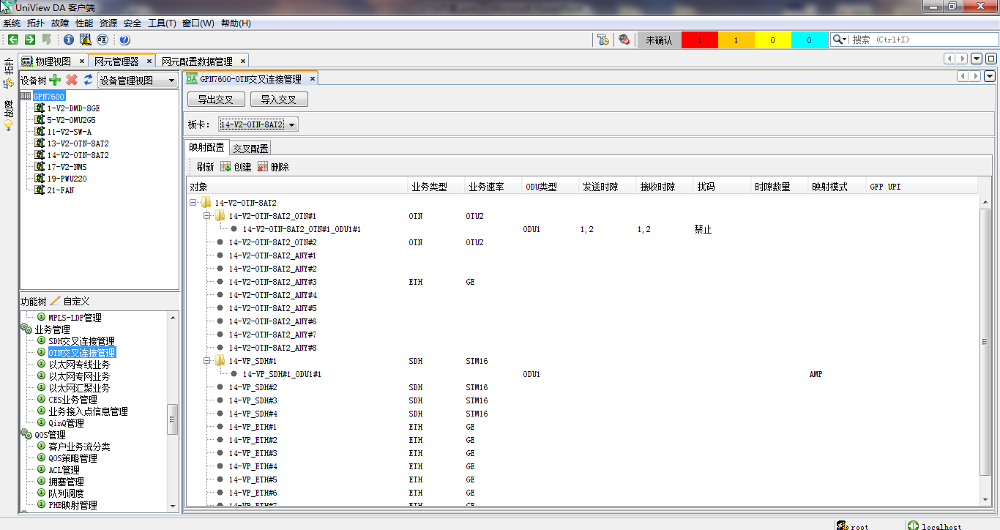 UniView DA 客户端
系统 拓扑 故障 性能 资源 安全 工具(T) 窗口(W) 帮助(H)
未确认 1 1 0 0 搜索 (Ctrl+I)
拓扑
故障
物理视图 × 网元管理器 × 网元配置数据管理 ×
设备树 设备管理视图
GPN7600
1-V2-DMD-8GE
5-V2-OMU2G5
11-V2-SW-A
13-V2-OTN-8AT2
14-V2-OTN-8AT2
17-V2-NMS
19-PWU220
21-FAN
功能树 自定义
MPLS-LDP管理
业务管理
SDH交叉连接管理
OTN交叉连接管理
以太网专线业务
以太网专网业务
以太网汇聚业务
CES业务管理
业务接入点信息管理
QinQ管理
QOS管理
客户业务流分类
QOS策略管理
ACL管理
拥塞管理
队列调度
PHB映射管理
DA GPN7600-OTN交叉连接管理 ×
导出交叉 导入交叉
板卡: 14-V2-OTN-8AT2
映射配置 交叉配置
刷新 创建 删除
对象 业务类型 业务速率 ODU类型 发送时隙 接收时隙 扰码 时隙数量 映射模式 GFP UPI
14-V2-OTN-8AT2
14-V2-OTN-8AT2_OTN#1 OTN OTU2
14-V2-OTN-8AT2_OTN#1_ODU1#1 ODU1 1,2 1,2 禁止
14-V2-OTN-8AT2_OTN#2 OTN OTU2
14-V2-OTN-8AT2_ANY#1
14-V2-OTN-8AT2_ANY#2
14-V2-OTN-8AT2_ANY#3 ETH GE
14-V2-OTN-8AT2_ANY#4
14-V2-OTN-8AT2_ANY#5
14-V2-OTN-8AT2_ANY#6
14-V2-OTN-8AT2_ANY#7
14-V2-OTN-8AT2_ANY#8
14-VP_SDH#1 SDH STM16
14-VP_SDH#1_ODU1#1 ODU1 AMP
14-VP_SDH#2 SDH STM16
14-VP_SDH#3 SDH STM16
14-VP_SDH#4 SDH STM16
14-VP_ETH#1 ETH GE
14-VP_ETH#2 ETH GE
14-VP_ETH#3 ETH GE
14-VP_ETH#4 ETH GE
14-VP_ETH#5 ETH GE
14-VP_ETH#6 ETH GE
14-VP_ETH#7 ETH GE
root localhost